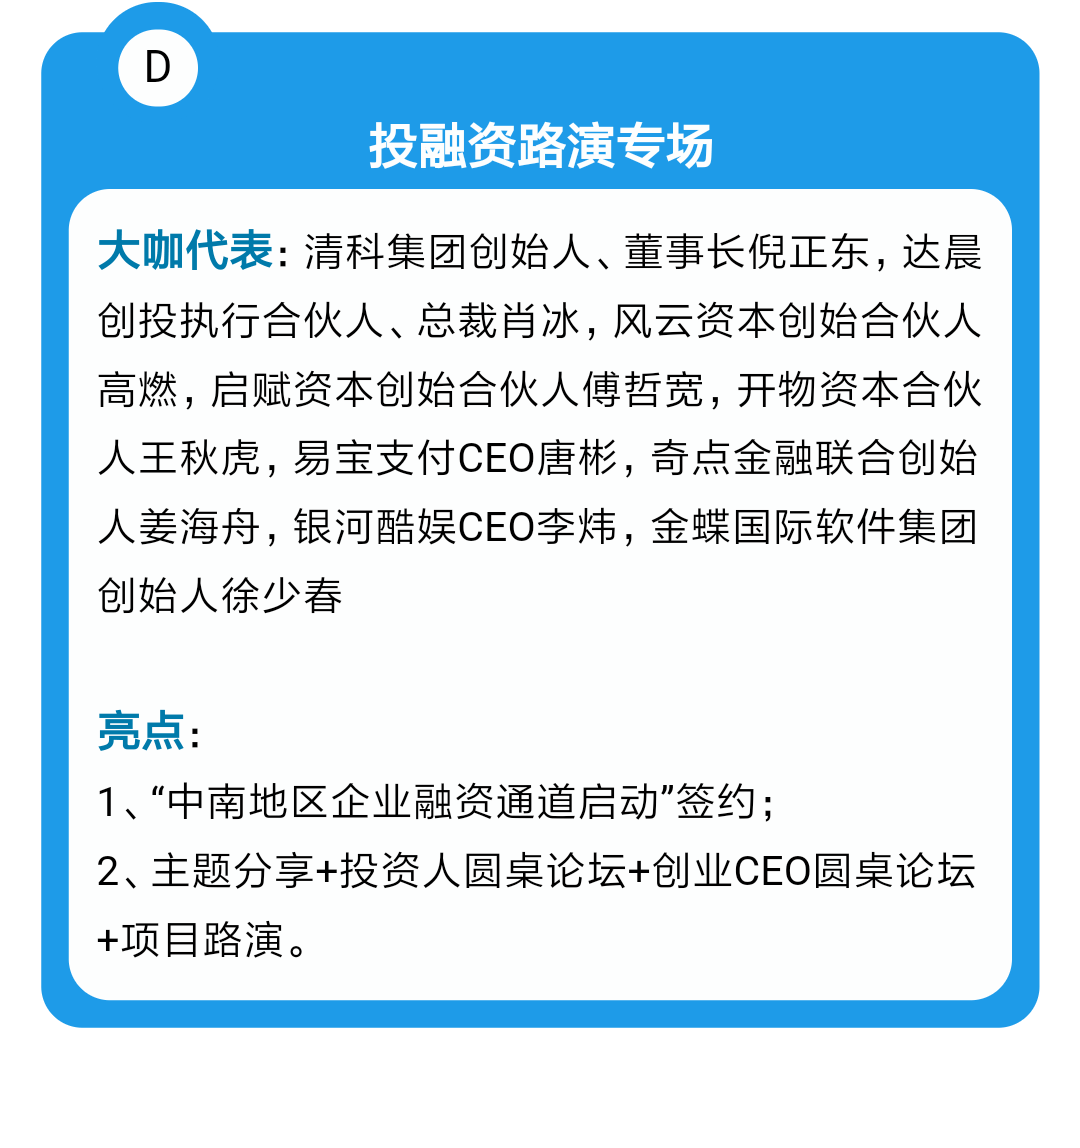 D
投融资路演专场
大咖代表：清科集团创始人、董事长倪正东，达晨
创投执行合伙人、总裁肖冰，风云资本创始合伙人
高燃，启赋资本创始合伙人傅哲宽，开物资本合伙
人王秋虎，易宝支付CEO唐彬，奇点金融联合创始
人姜海舟，银河酷娱CEO李炜，金蝶国际软件集团
创始人徐少春
亮点：
1、“中南地区企业融资通道启动”签约；
2、主题分享+投资人圆桌论坛+创业CEO圆桌论坛
+项目路演。